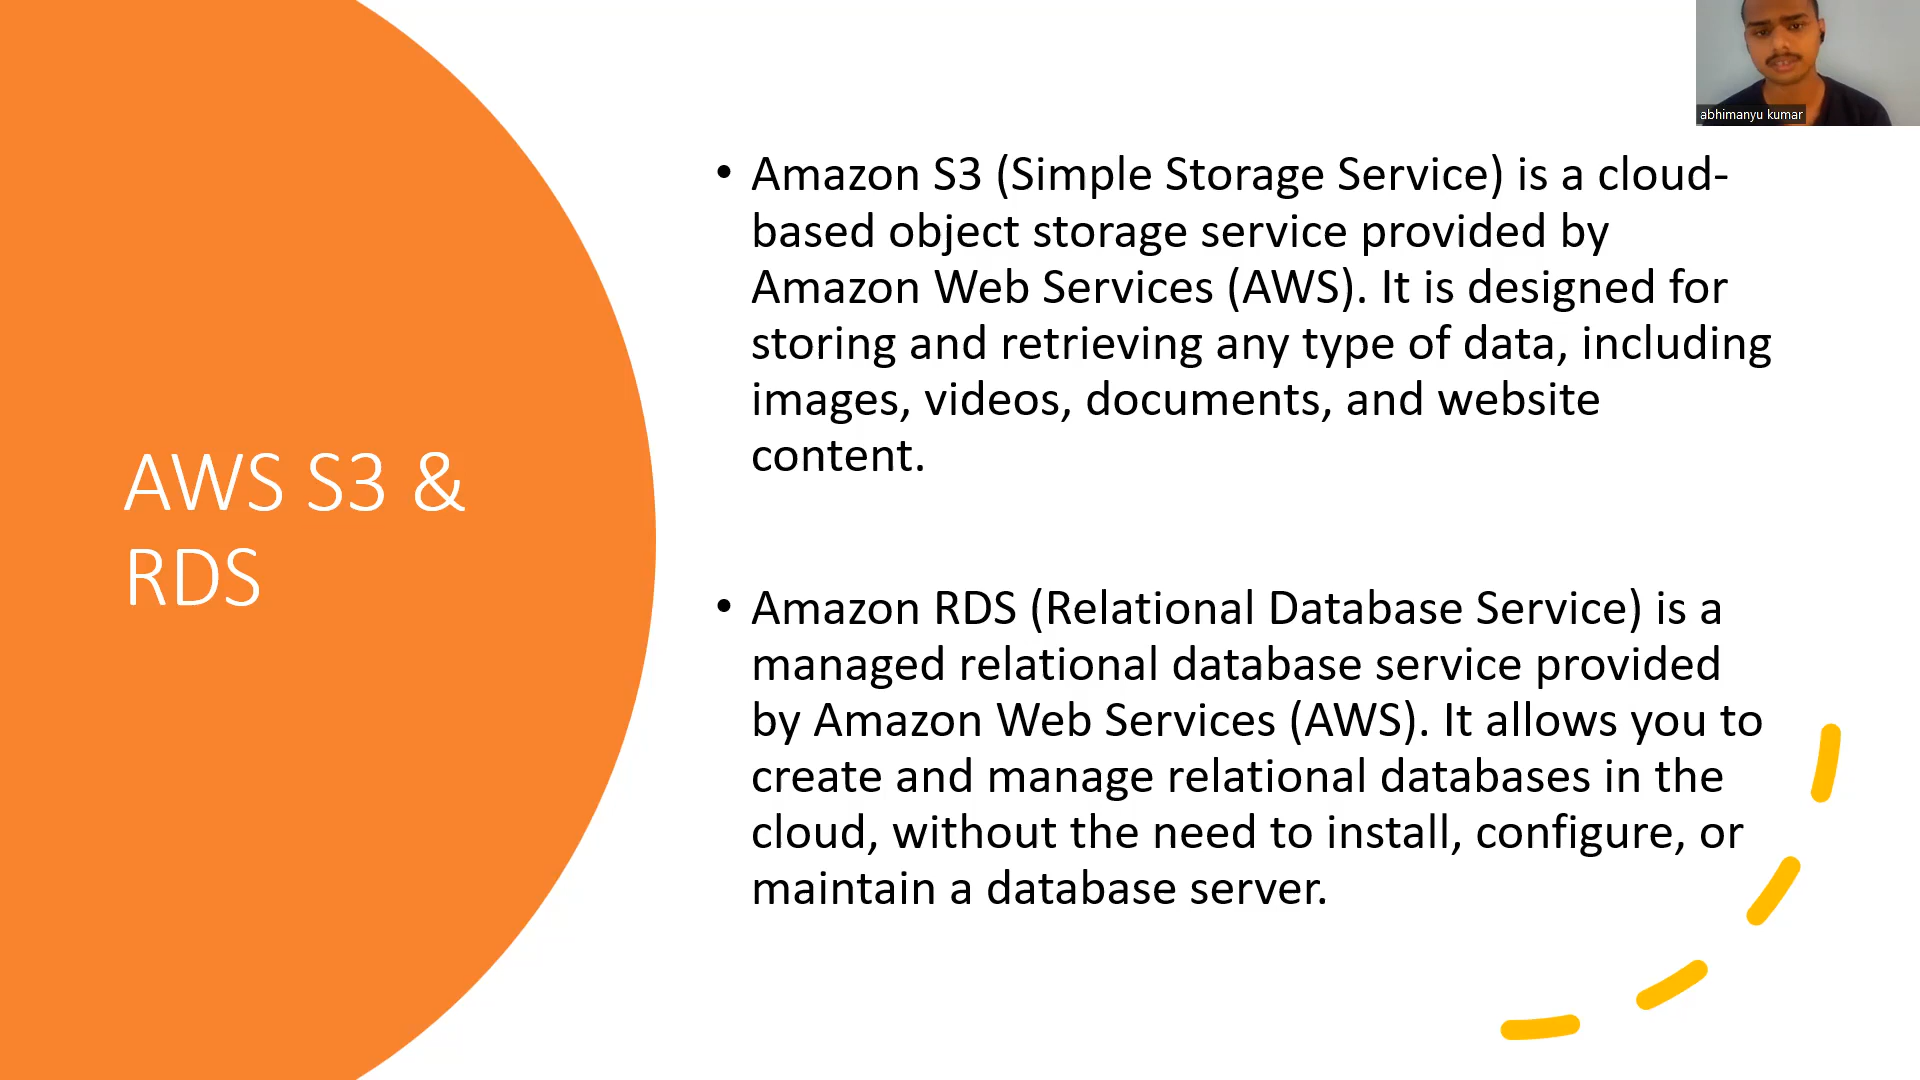 AWS S3 &
RDS
• Amazon S3 (Simple Storage Service) is a cloud-
based object storage service provided by
Amazon Web Services (AWS). It is designed for
storing and retrieving any type of data, including
images, videos, documents, and website
content.
• Amazon RDS (Relational Database Service) is a
managed relational database service provided
by Amazon Web Services (AWS). It allows you to
create and manage relational databases in the
cloud, without the need to install, configure, or
maintain a database server.
abhimanyu kumar